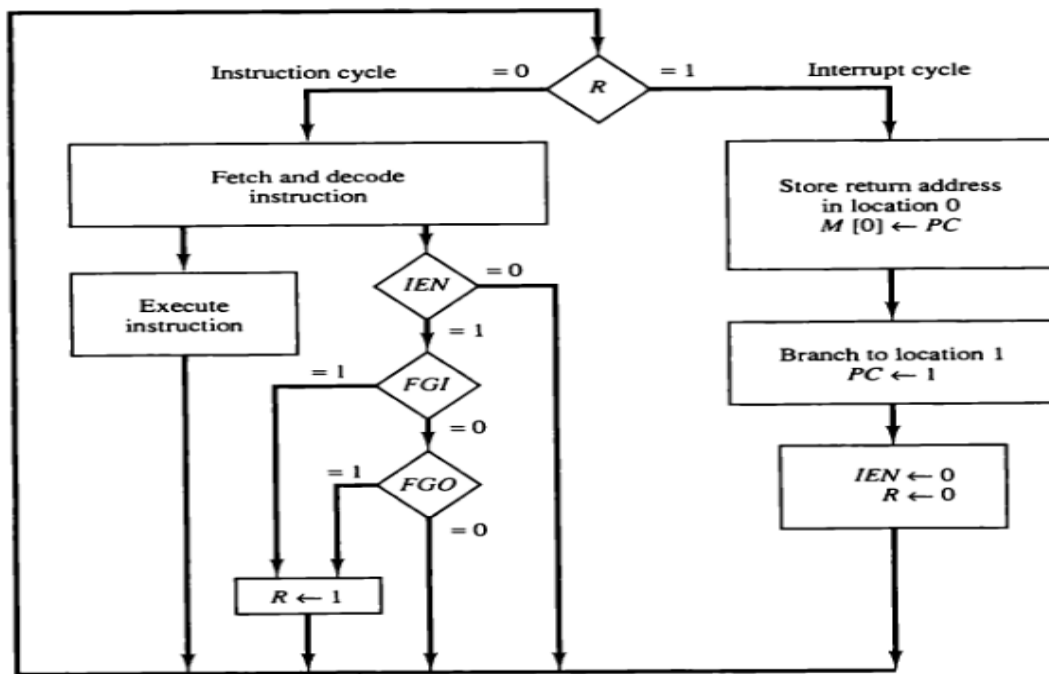 Instruction cycle
= 0
R
= 1
Interrupt cycle
Fetch and decode
instruction
Store return address
in location 0
M [0] ← PC
IEN
= 0
Execute
instruction
= 1
Branch to location 1
PC ← 1
= 1
FGI
= 0
= 1
FGO
IEN ← 0
R ← 0
= 0
R ← 1